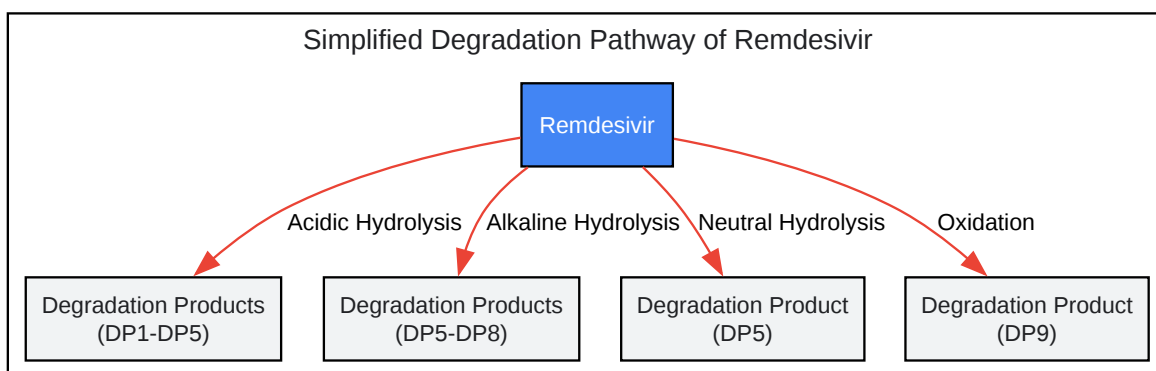 Simplified Degradation Pathway of Remdesivir
Remdesivir
Acidic Hydrolysis
Alkaline Hydrolysis
Neutral Hydrolysis
Oxidation
Degradation Products
(DP1-DP5)
Degradation Products
(DP5-DP8)
Degradation Product
(DP5)
Degradation Product
(DP9)